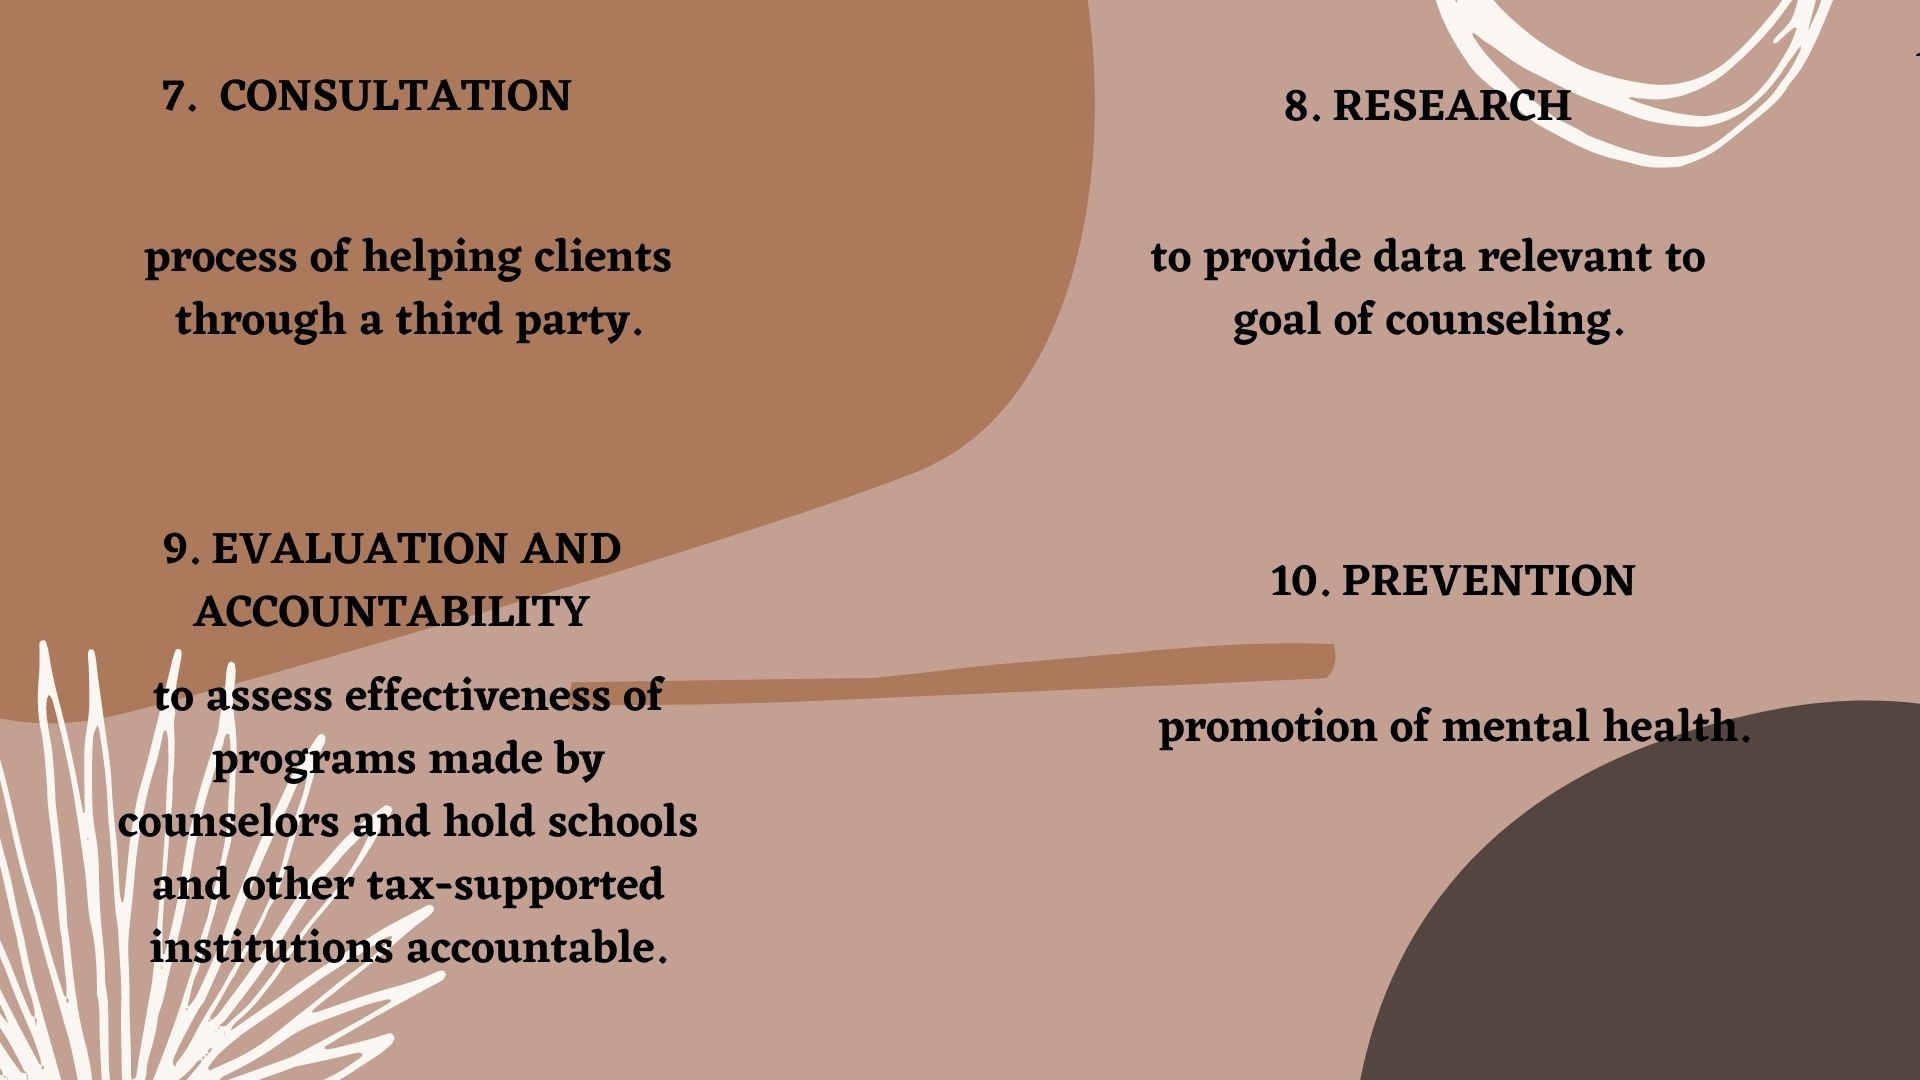 7. CONSULTATION
process of helping clients
through a third party.
8. RESEARCH
to provide data relevant to
goal of counseling.
9. EVALUATION AND
ACCOUNTABILITY
to assess effectiveness of
programs made by
counselors and hold schools
and other tax-supported
institutions accountable.
10. PREVENTION
promotion of mental health.